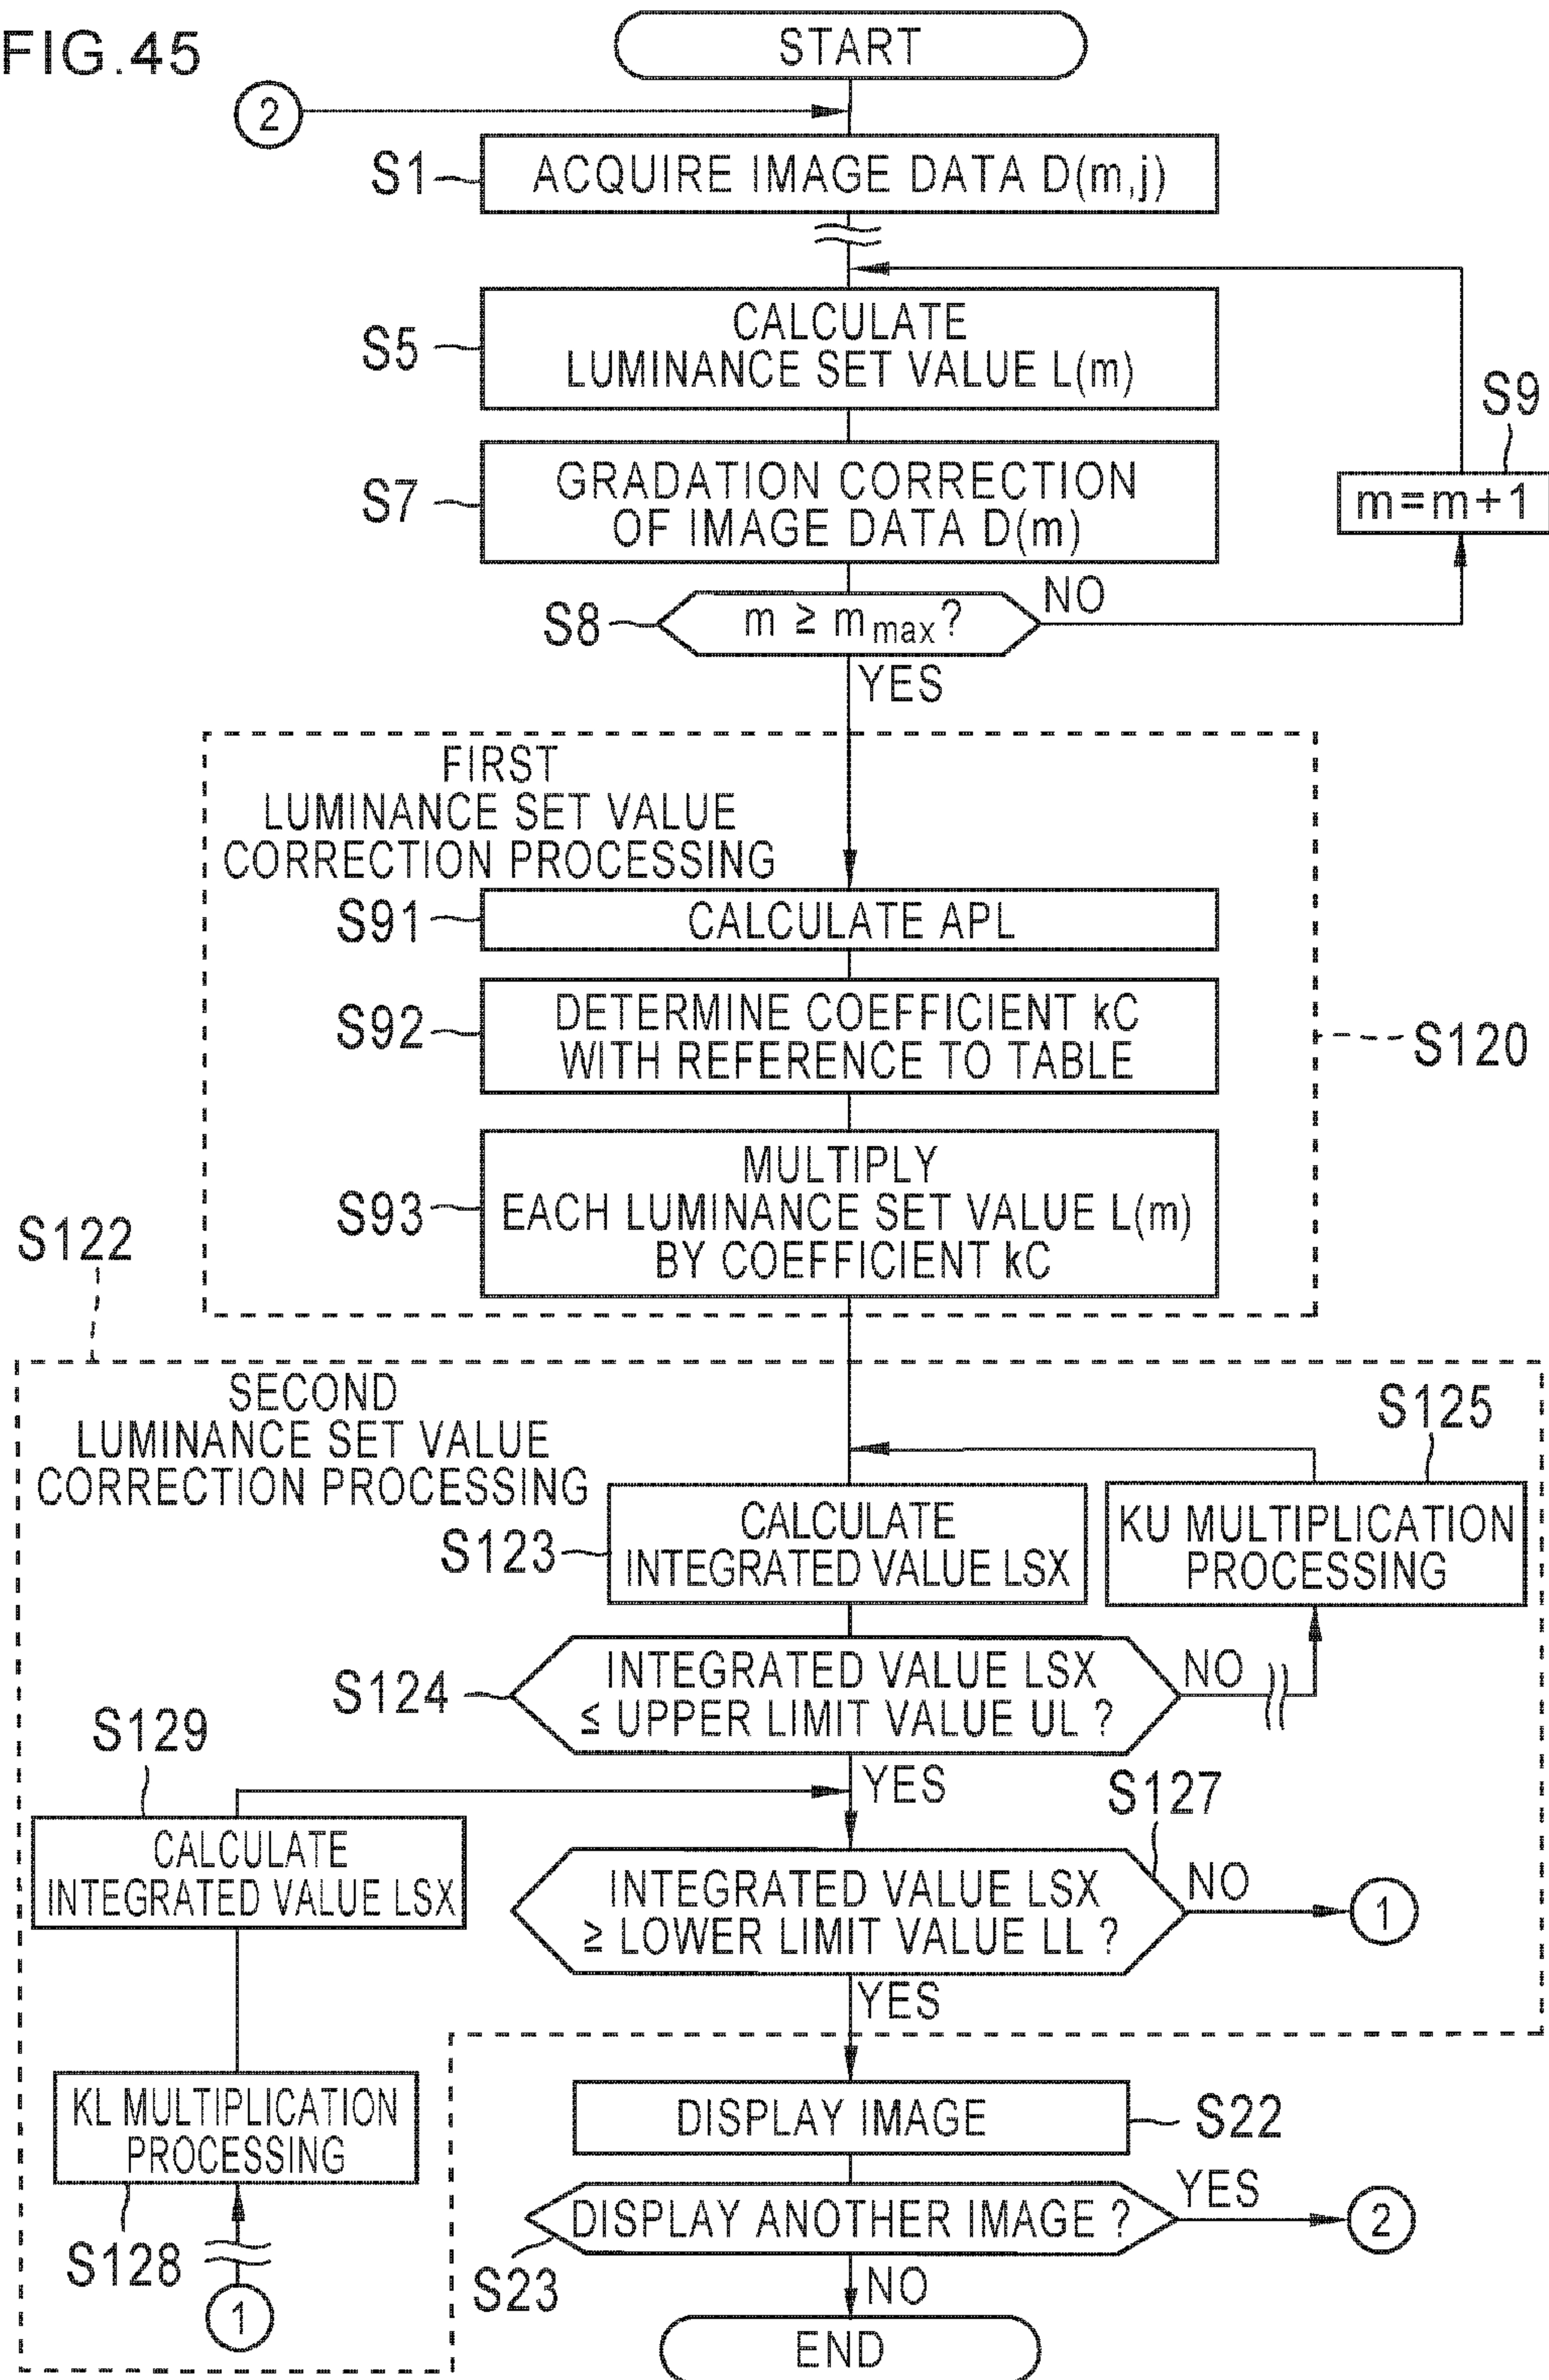 FIG.45
START
2
S1
ACQUIRE IMAGE DATA D(m,j)
S5
CALCULATE
LUMINANCE SET VALUE L(m)
S9
m=m+1
S7
GRADATION CORRECTION
OF IMAGE DATA D(m)
S8
m ≥ mmax?
NO
YES
FIRST
LUMINANCE SET VALUE
CORRECTION PROCESSING
S91
CALCULATE APL
S92
DETERMINE COEFFICIENT kC
WITH REFERENCE TO TABLE
S120
S93
MULTIPLY
EACH LUMINANCE SET VALUE L(m)
BY COEFFICIENT kC
S122
SECOND
LUMINANCE SET VALUE
CORRECTION PROCESSING
S125
KU MULTIPLICATION
PROCESSING
S123
CALCULATE
INTEGRATED VALUE LSX
S124
INTEGRATED VALUE LSX
≤ UPPER LIMIT VALUE UL ?
NO
YES
S129
CALCULATE
INTEGRATED VALUE LSX
S127
INTEGRATED VALUE LSX
≥ LOWER LIMIT VALUE LL ?
NO
1
YES
KL MULTIPLICATION
PROCESSING
S128
1
DISPLAY IMAGE
S22
DISPLAY ANOTHER IMAGE ?
S23
YES
2
NO
END